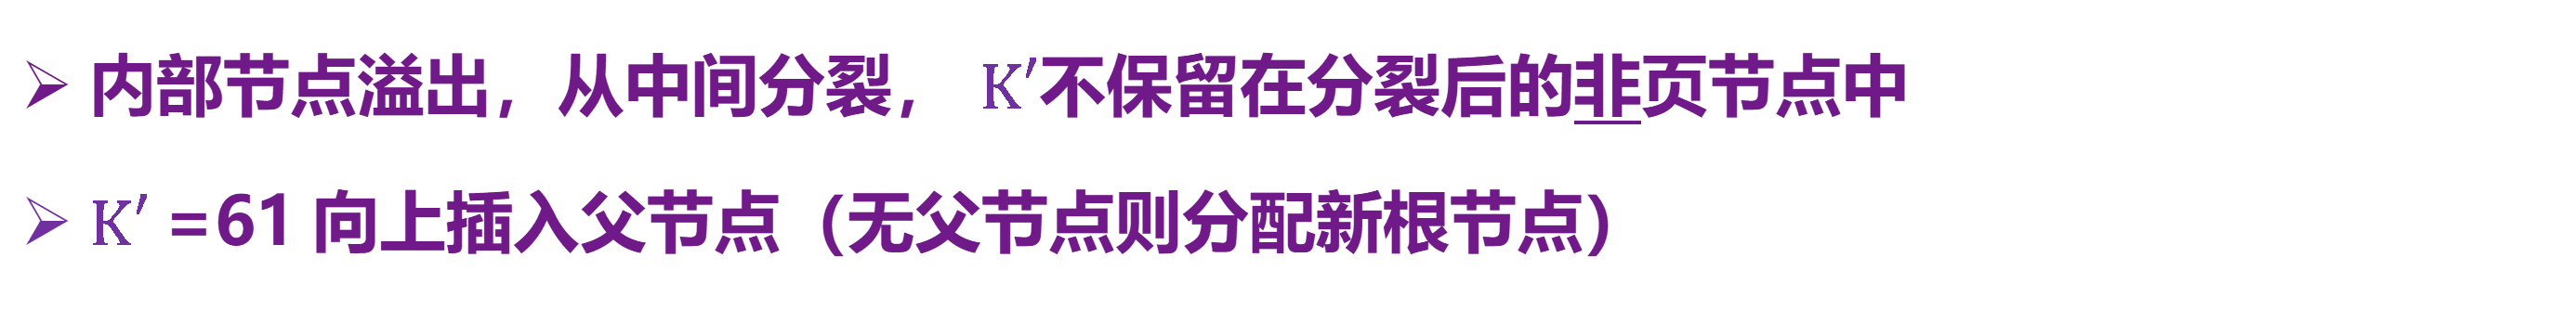 ➢ 内部节点溢出，从中间分裂， K′不保留在分裂后的非页节点中
➢ K′ =61 向上插入父节点（无父节点则分配新根节点）